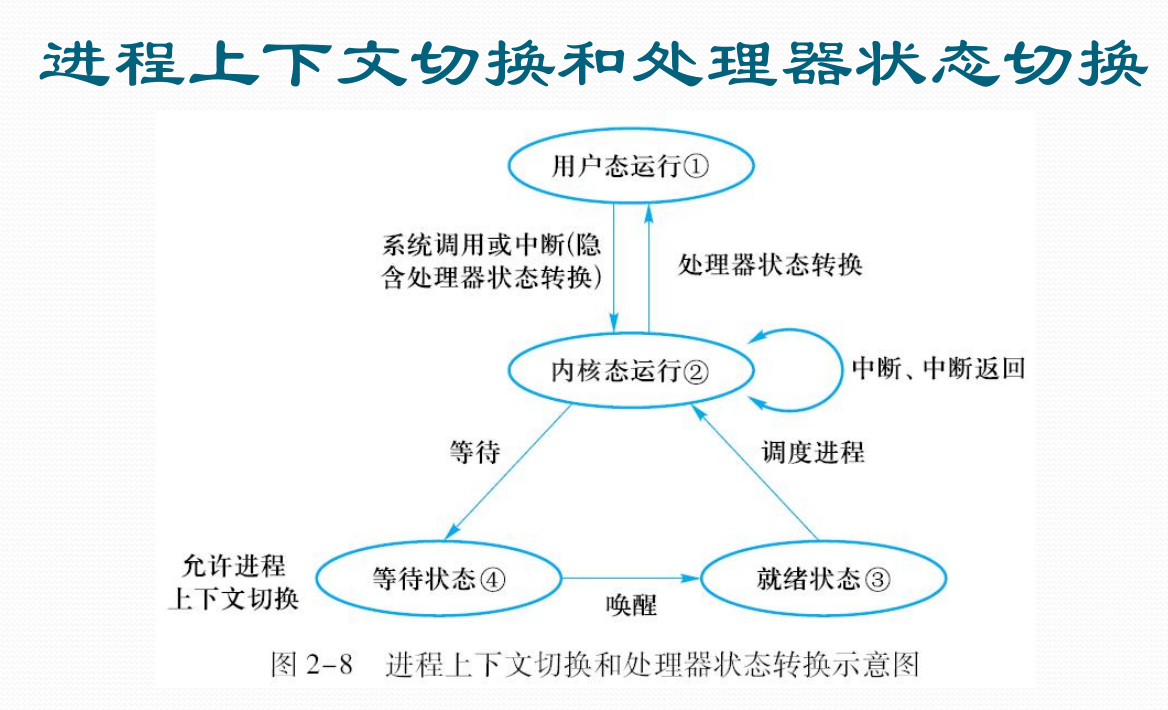 进程上下文切换和处理器状态切换
用户态运行①
系统调用或中断(隐
含处理器状态转换)
处理器状态转换
内核态运行②
中断、中断返回
等待
调度进程
允许进程
上下文切换
等待状态④
唤醒
就绪状态③
图 2-8 进程上下文切换和处理器状态转换示意图